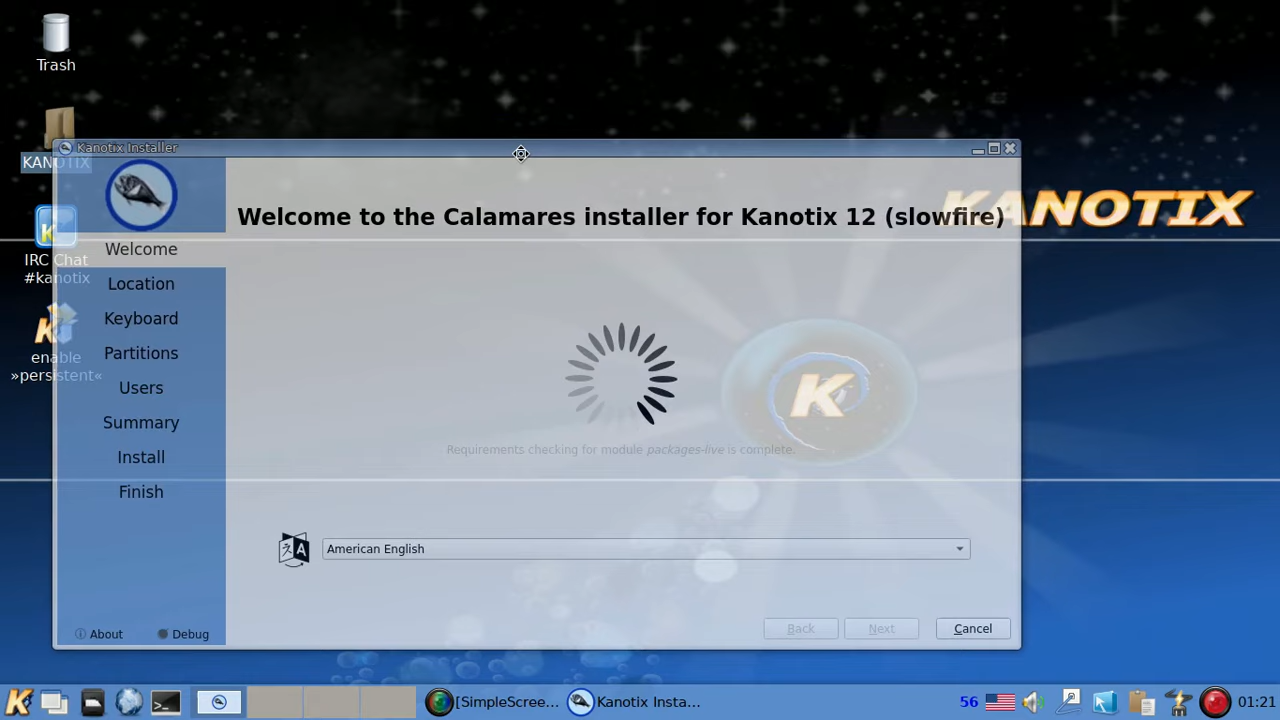 Trash
KANOTIX
Kanotix Installer
Welcome to the Calamares installer for Kanotix 12 (slowfire)
KANOTIX
Welcome
IRC Chat
#kanotix
Location
Keyboard
enable
»persistent«
Partitions
Users
Summary
Install
Finish
K
K
Requirements checking for module packages-live is complete.
American English
About
Debug
Back
Next
Cancel
[SimpleScree...
Kanotix Insta...
56
01:21